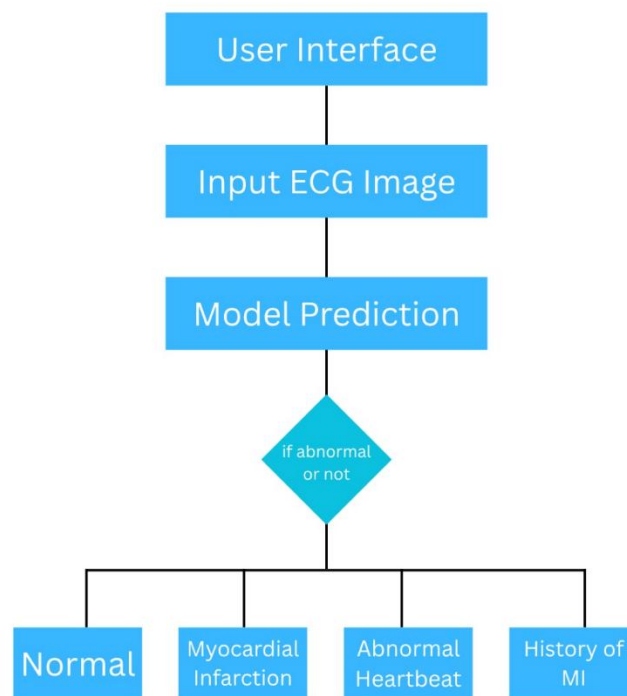 User Interface
Input ECG Image
Model Prediction
if abnormal
or not
Normal
Myocardial
Infarction
Abnormal
Heartbeat
History of
MI